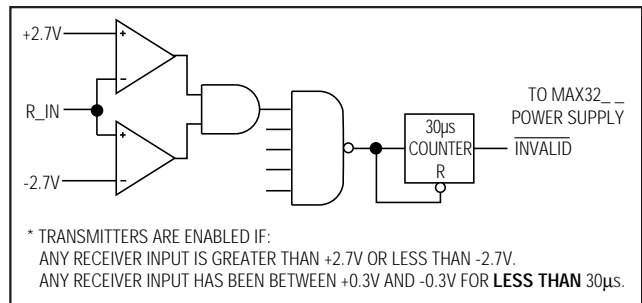 +2.7V
R_IN
-2.7V
30µs
COUNTER
R
TO MAX32_ _
POWER SUPPLY
INVALID
* TRANSMITTERS ARE ENABLED IF:
ANY RECEIVER INPUT IS GREATER THAN +2.7V OR LESS THAN -2.7V.
ANY RECEIVER INPUT HAS BEEN BETWEEN +0.3V AND -0.3V FOR LESS THAN 30µs.